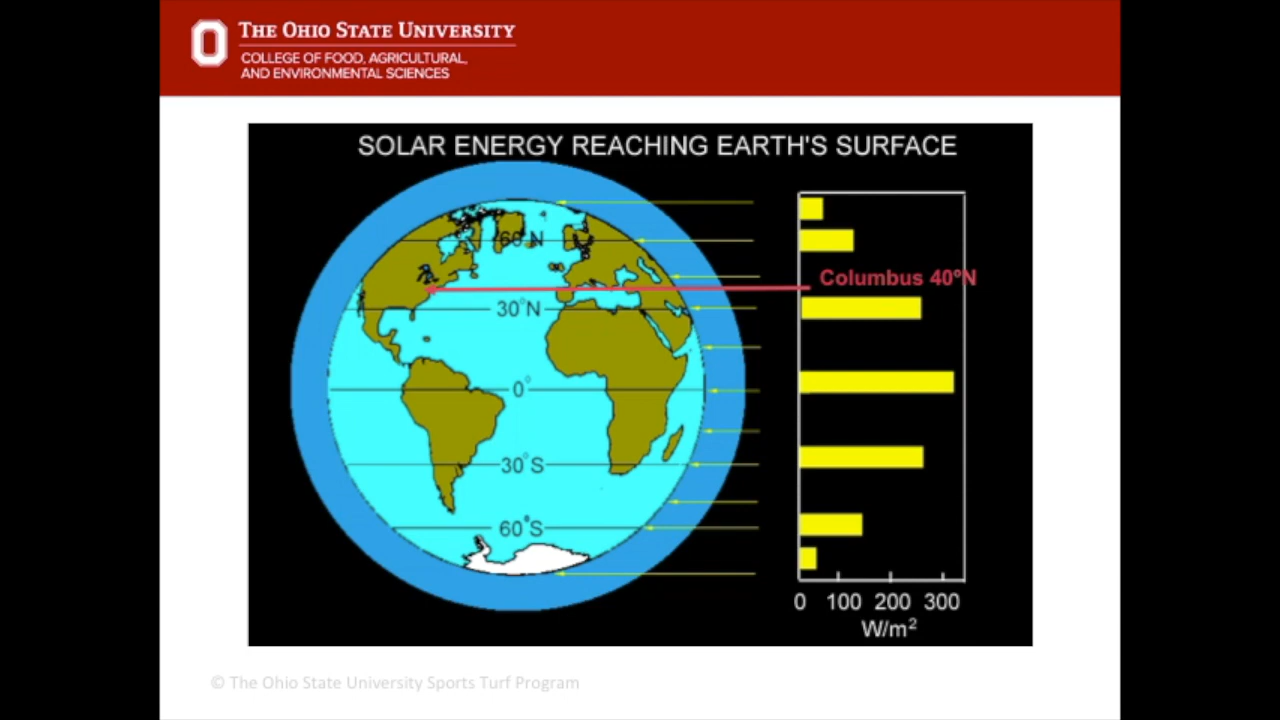 THE OHIO STATE UNIVERSITY
COLLEGE OF FOOD, AGRICULTURAL,
AND ENVIRONMENTAL SCIENCES
SOLAR ENERGY REACHING EARTH'S SURFACE
60°N
Columbus 40°N
30°N
0°
30°S
60°S
0 100 200 300
W/m²
© The Ohio State University Sports Turf Program